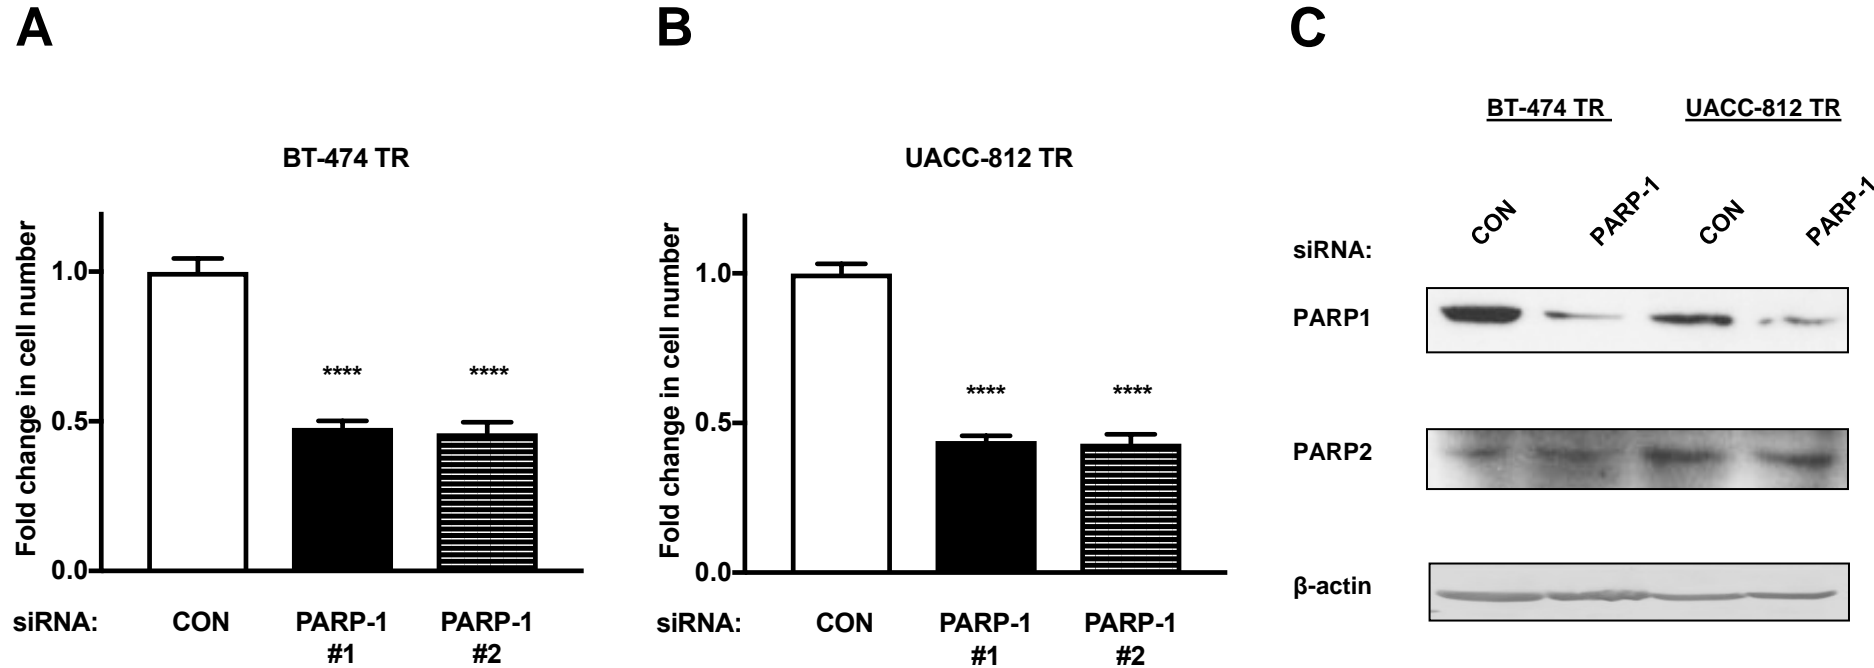 A
BT-474 TR
Fold change in cell number
1.0
0.5
0.0
****
****
siRNA:
CON
PARP-1
#1
PARP-1
#2
B
UACC-812 TR
Fold change in cell number
1.0
0.5
0.0
****
****
siRNA:
CON
PARP-1
#1
PARP-1
#2
C
BT-474 TR
UACC-812 TR
siRNA:
CON
PARP-1
CON
PARP-1
PARP1
PARP2
β-actin